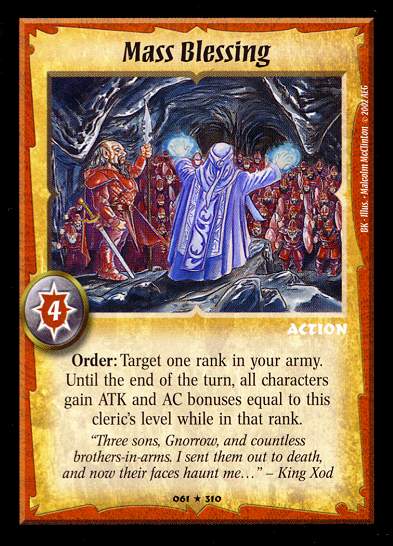 Mass Blessing
BK · Illus. · Malcolm McClinton © 2002 AEG
4
ACTION
Order: Target one rank in your army.
Until the end of the turn, all characters
gain ATK and AC bonuses equal to this
cleric's level while in that rank.
“Three sons, Gnorrow, and countless
brothers-in-arms. I sent them out to death,
and now their faces haunt me…” – King Xod
061 ★ 310